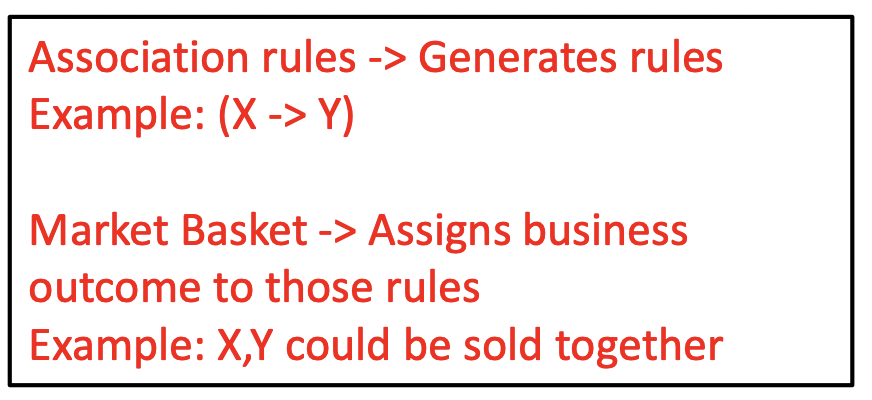 Association rules -> Generates rules
Example: (X -> Y)
Market Basket -> Assigns business
outcome to those rules
Example: X,Y could be sold together